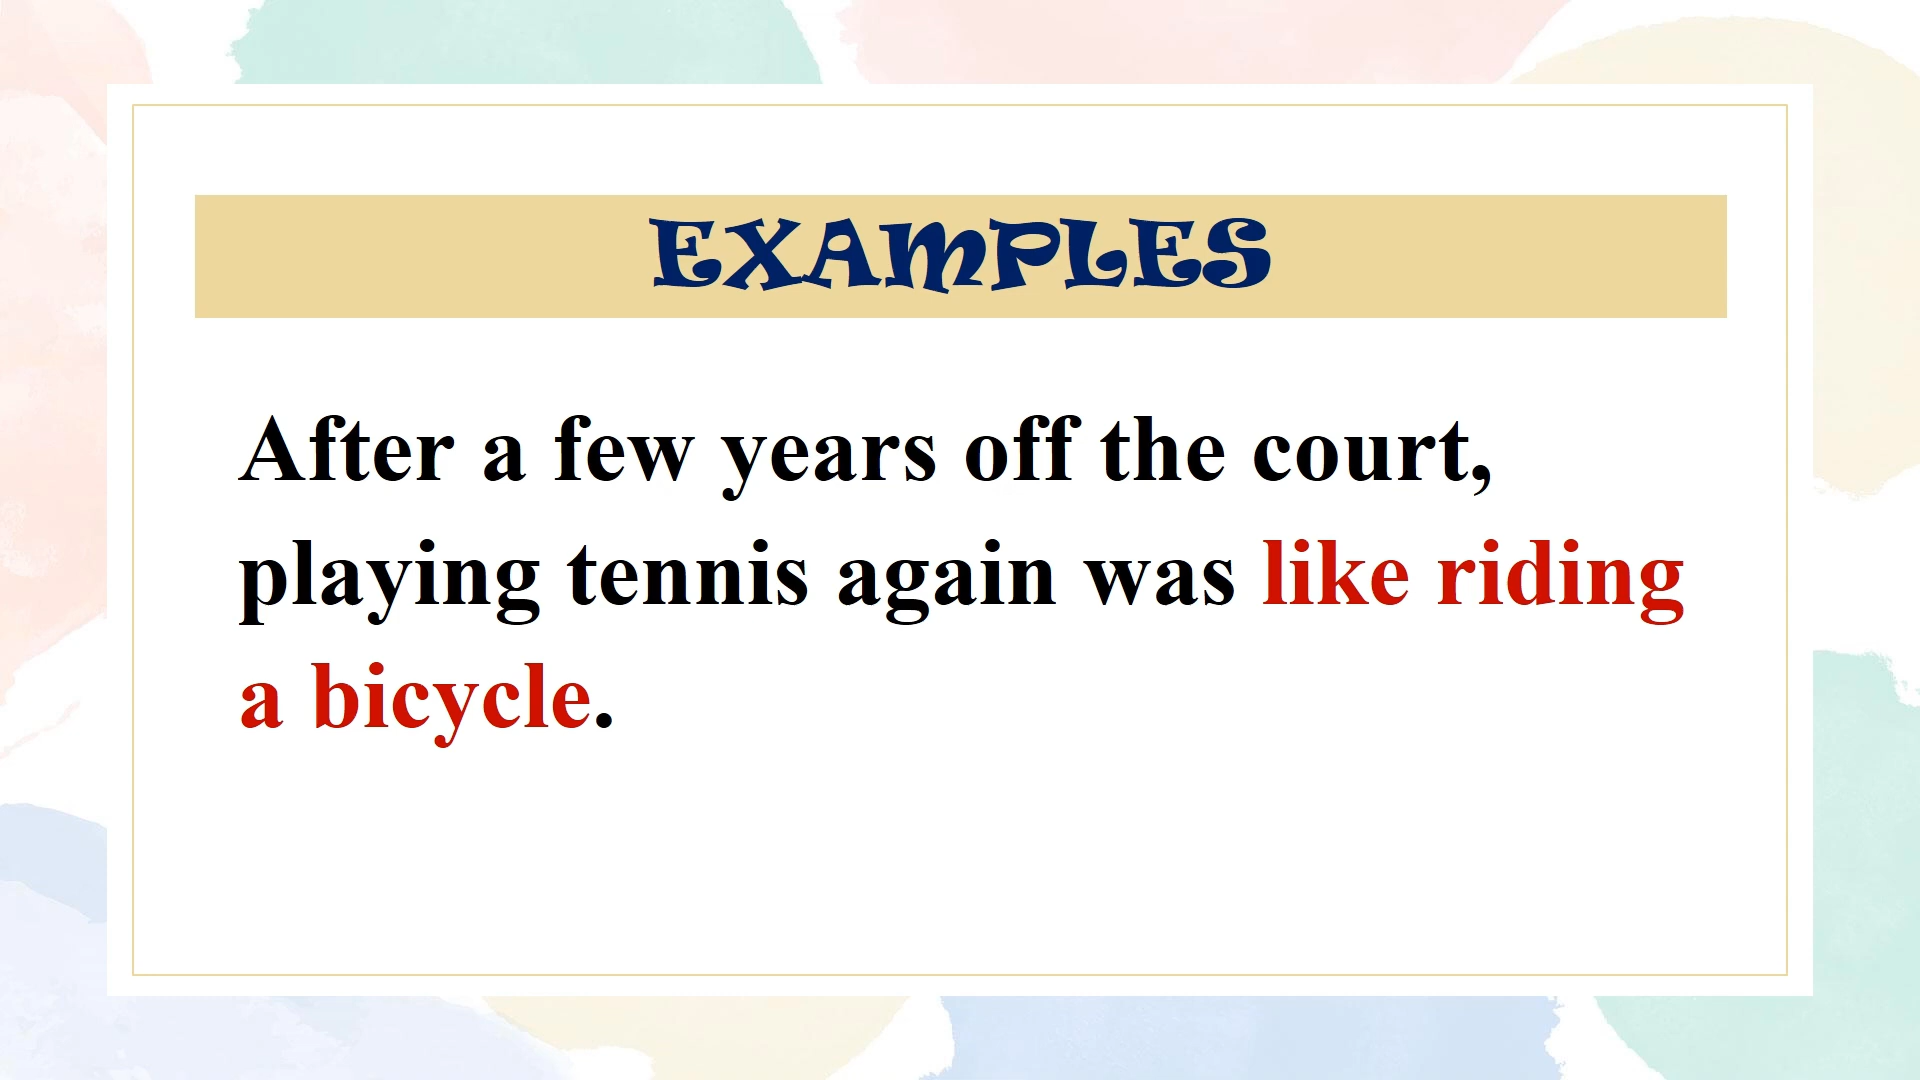 EXAMPLES
After a few years off the court,
playing tennis again was like riding
a bicycle.